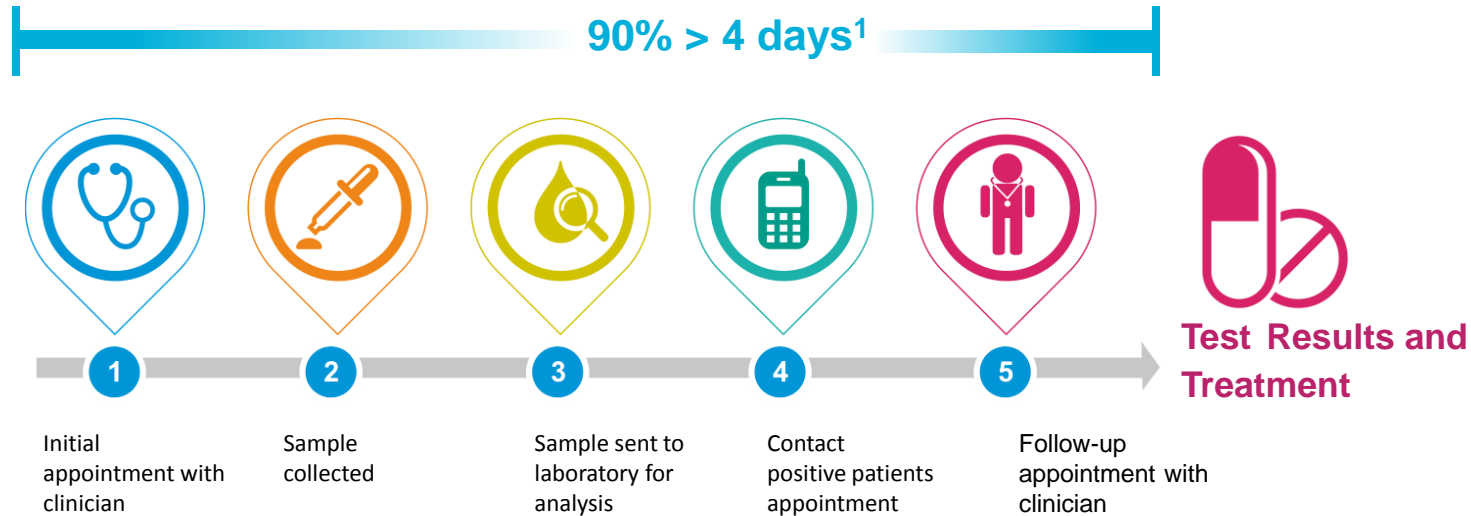 90% > 4 days1
1
2
3
4
5
Test Results and
Treatment
Initial
appointment with
clinician
Sample
collected
Sample sent to
laboratory for
analysis
Contact
positive patients
appointment
Follow-up
appointment with
clinician